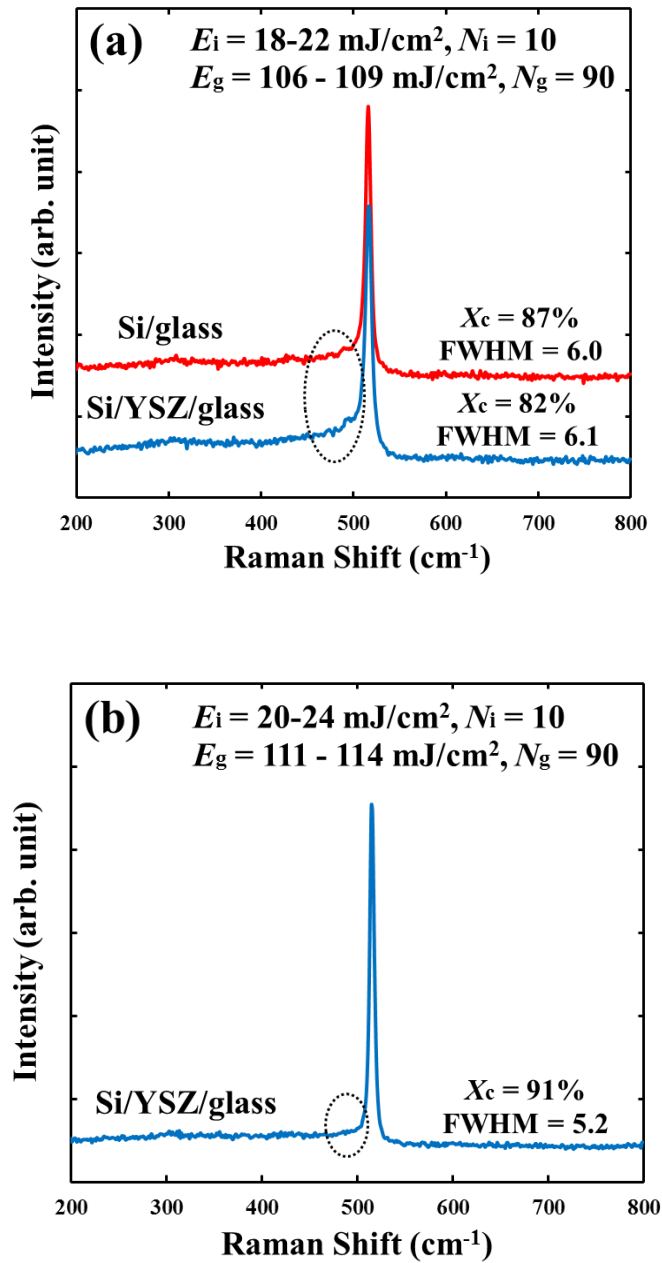 (a)
Ei = 18-22 mJ/cm², Ni = 10
Eg = 106 - 109 mJ/cm², Ng = 90
Intensity (arb. unit)
Si/glass
Xc = 87%
FWHM = 6.0
Si/YSZ/glass
Xc = 82%
FWHM = 6.1
200 300 400 500 600 700 800
Raman Shift (cm-1)
(b)
Ei = 20-24 mJ/cm², Ni = 10
Eg = 111 - 114 mJ/cm², Ng = 90
Intensity (arb. unit)
Si/YSZ/glass
Xc = 91%
FWHM = 5.2
200 300 400 500 600 700 800
Raman Shift (cm-1)